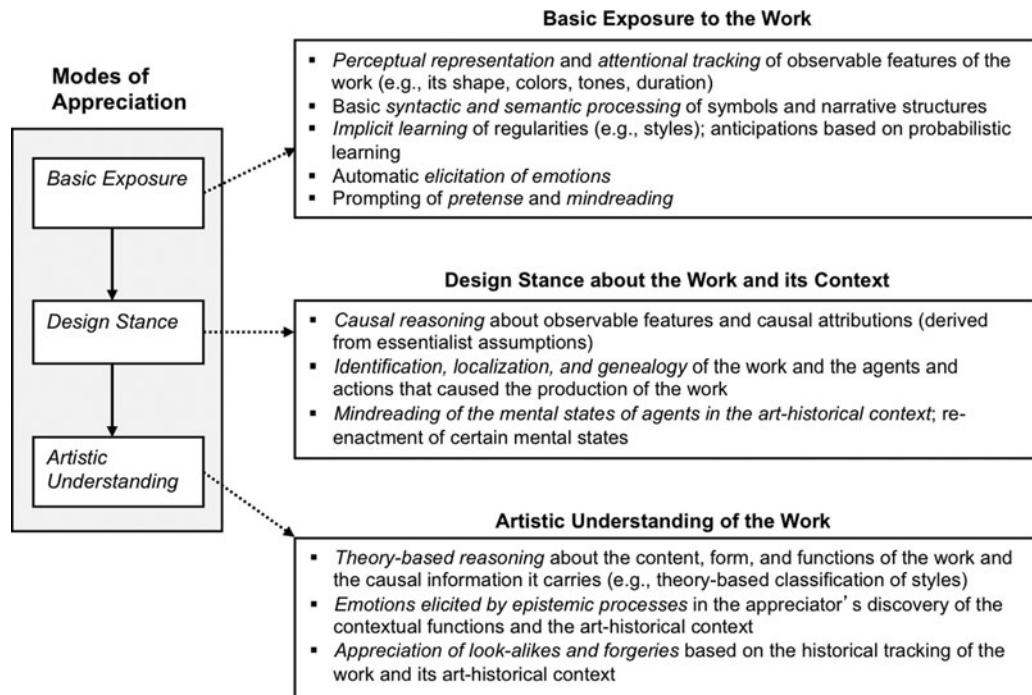 Modes of
Appreciation
Basic Exposure
Design Stance
Artistic
Understanding
Basic Exposure to the Work
▪ Perceptual representation and attentional tracking of observable features of the
work (e.g., its shape, colors, tones, duration)
▪ Basic syntactic and semantic processing of symbols and narrative structures
▪ Implicit learning of regularities (e.g., styles); anticipations based on probabilistic
learning
▪ Automatic elicitation of emotions
▪ Prompting of pretense and mindreading
Design Stance about the Work and its Context
▪ Causal reasoning about observable features and causal attributions (derived
from essentialist assumptions)
▪ Identification, localization, and genealogy of the work and the agents and
actions that caused the production of the work
▪ Mindreading of the mental states of agents in the art-historical context; re-
enactment of certain mental states
Artistic Understanding of the Work
▪ Theory-based reasoning about the content, form, and functions of the work and
the causal information it carries (e.g., theory-based classification of styles)
▪ Emotions elicited by epistemic processes in the appreciator’s discovery of the
contextual functions and the art-historical context
▪ Appreciation of look-alikes and forgeries based on the historical tracking of the
work and its art-historical context